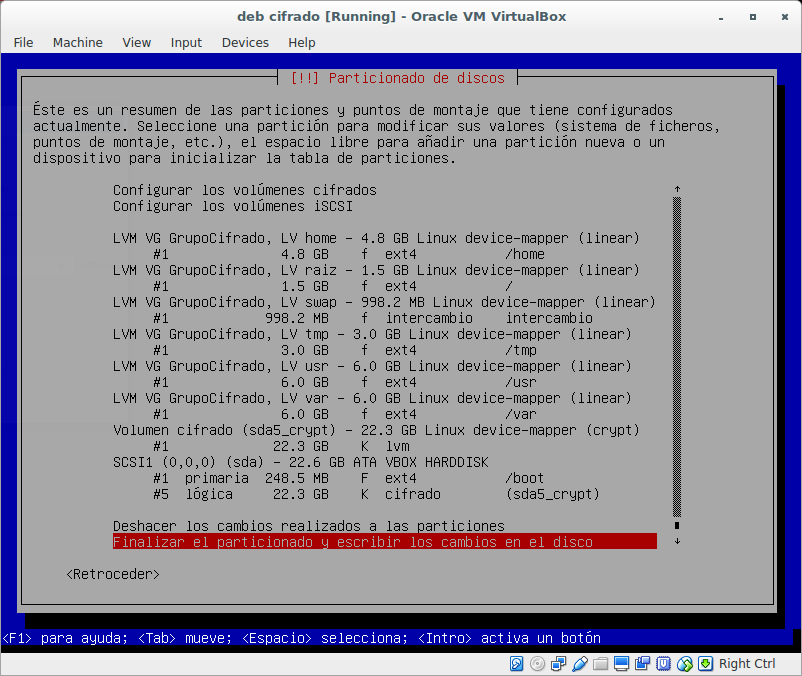 deb cifrado [Running] - Oracle VM VirtualBox
File Machine View Input Devices Help
[!!] Particionado de discos
Éste es un resumen de las particiones y puntos de montaje que tiene configurados
actualmente. Seleccione una partición para modificar sus valores (sistema de ficheros,
puntos de montaje, etc.), el espacio libre para añadir una partición nueva o un
dispositivo para inicializar la tabla de particiones.
Configurar los volúmenes cifrados
Configurar los volúmenes iSCSI
LVM VG GrupoCifrado, LV home - 4.8 GB Linux device-mapper (linear)
#1 4.8 GB f ext4 /home
LVM VG GrupoCifrado, LV raiz - 1.5 GB Linux device-mapper (linear)
#1 1.5 GB f ext4 /
LVM VG GrupoCifrado, LV swap - 998.2 MB Linux device-mapper (linear)
#1 998.2 MB f intercambio intercambio
LVM VG GrupoCifrado, LV tmp - 3.0 GB Linux device-mapper (linear)
#1 3.0 GB f ext4 /tmp
LVM VG GrupoCifrado, LV usr - 6.0 GB Linux device-mapper (linear)
#1 6.0 GB f ext4 /usr
LVM VG GrupoCifrado, LV var - 6.0 GB Linux device-mapper (linear)
#1 6.0 GB f ext4 /var
Volumen cifrado (sda5_crypt) - 22.3 GB Linux device-mapper (crypt)
#1 22.3 GB K lvm
SCSI1 (0,0,0) (sda) - 22.6 GB ATA VBOX HARDDISK
#1 primaria 248.5 MB F ext4 /boot
#5 lógica 22.3 GB K cifrado (sda5_crypt)
Deshacer los cambios realizados a las particiones
Finalizar el particionado y escribir los cambios en el disco
<Retroceder>
<F1> para ayuda; <Tab> mueve; <Espacio> selecciona; <Intro> activa un botón
Right Ctrl